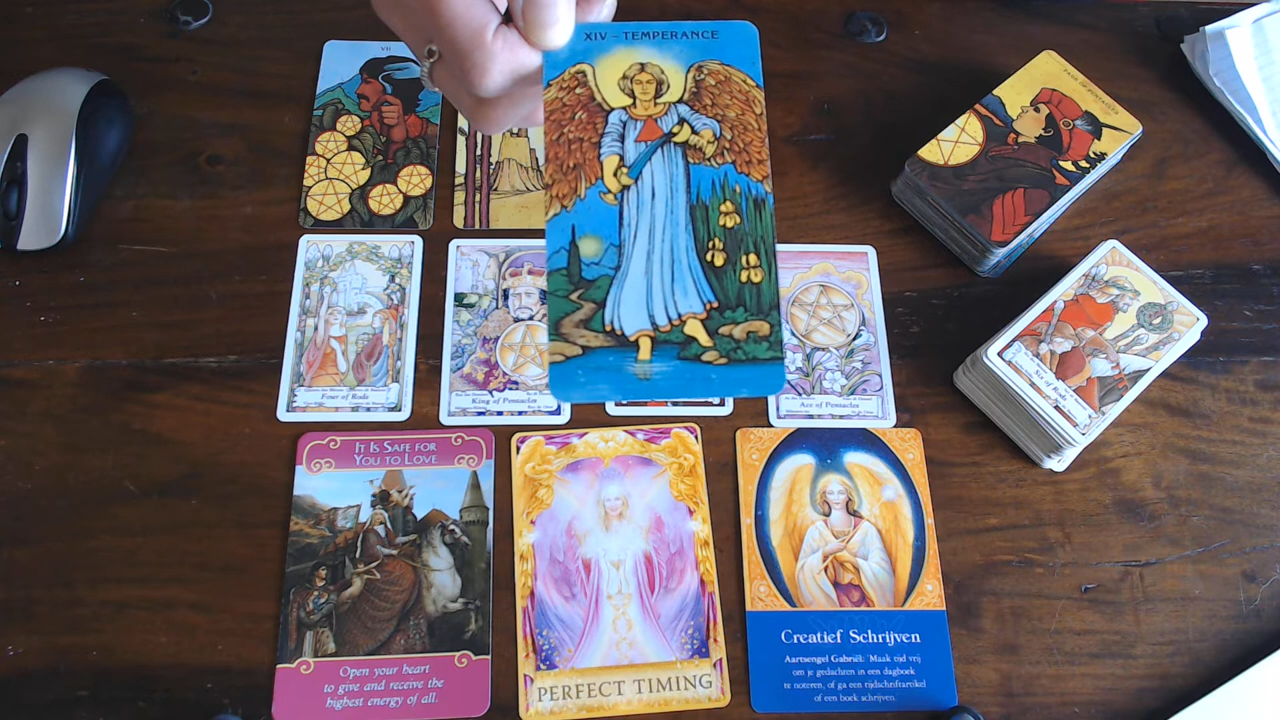 VII
XIV – TEMPERANCE
PAGE OF PENTACLES
Four of Rods
King of Pentacles
Ace of Pentacles
Six of Rods
IT IS SAFE FOR
YOU TO LOVE
Open your heart
to give and receive the
highest energy of all.
PERFECT TIMING
Creatief Schrijven
Aartsengel Gabriël: 'Maak tijd vrij
om je gedachten in een dagboek
te noteren, of ga een tijdschriftartikel
of een boek schrijven.